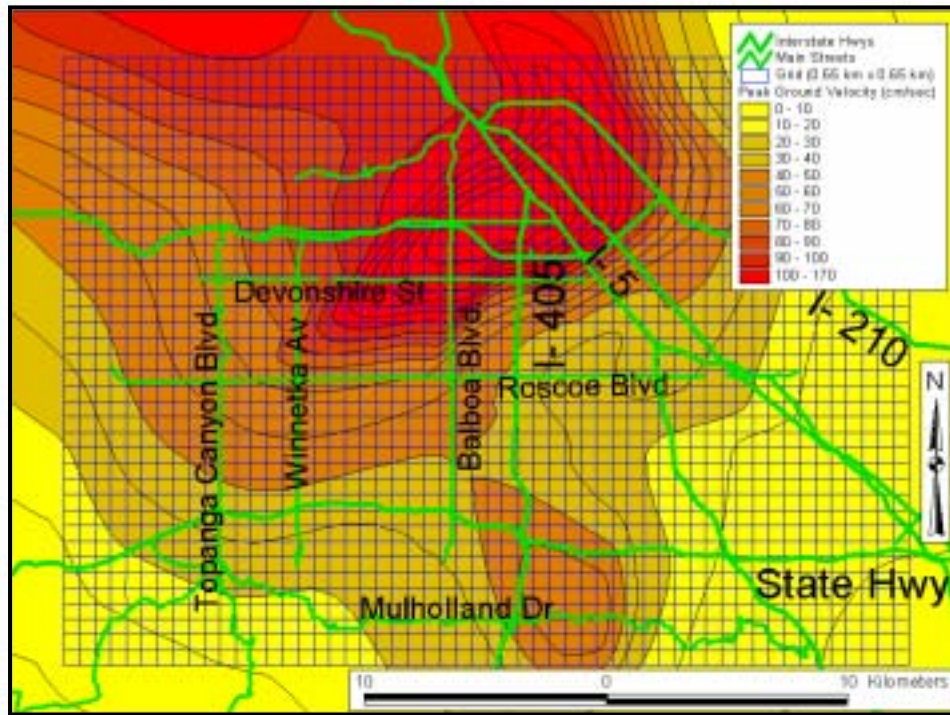 Interstate Hwys
Main Streets
Grid (0.65 km x 0.65 km)
Peak Ground Velocity (cm/sec)
0 - 10
10 - 20
20 - 30
30 - 40
40 - 50
50 - 60
60 - 70
70 - 80
80 - 90
90 - 100
100 - 170
I- 5
I- 405
I- 210
Devonshire St
Topanga Canyon Blvd.
Winnetka Av
Balboa Blvd.
Roscoe Blvd.
N
State Hwy
Mulholland Dr
10 0 10 Kilometers